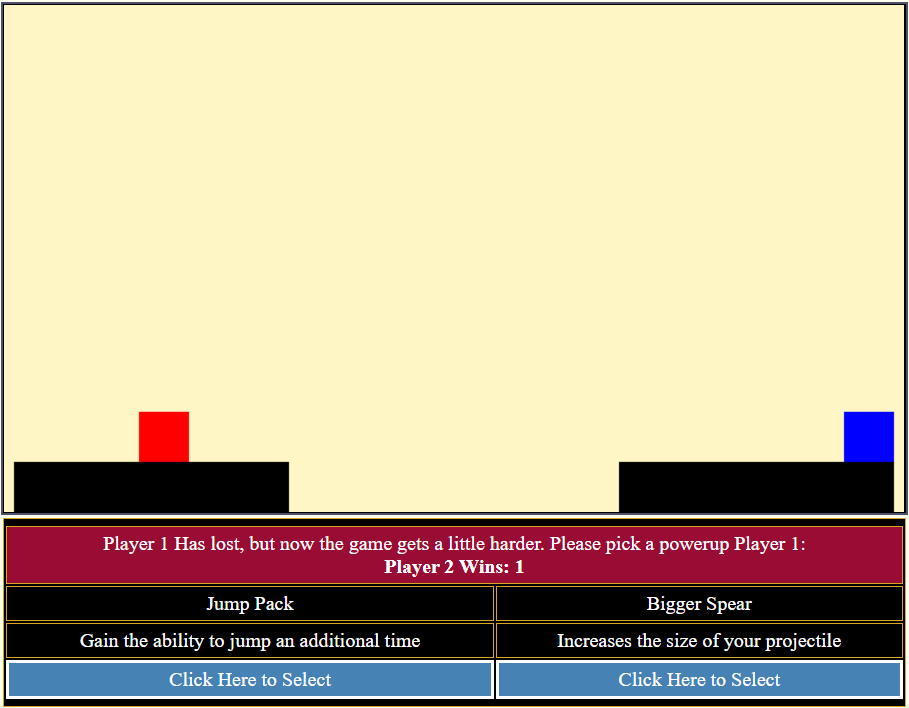 Player 1 Has lost, but now the game gets a little harder. Please pick a powerup Player 1:
Player 2 Wins: 1
Jump Pack
Bigger Spear
Gain the ability to jump an additional time
Increases the size of your projectile
Click Here to Select
Click Here to Select